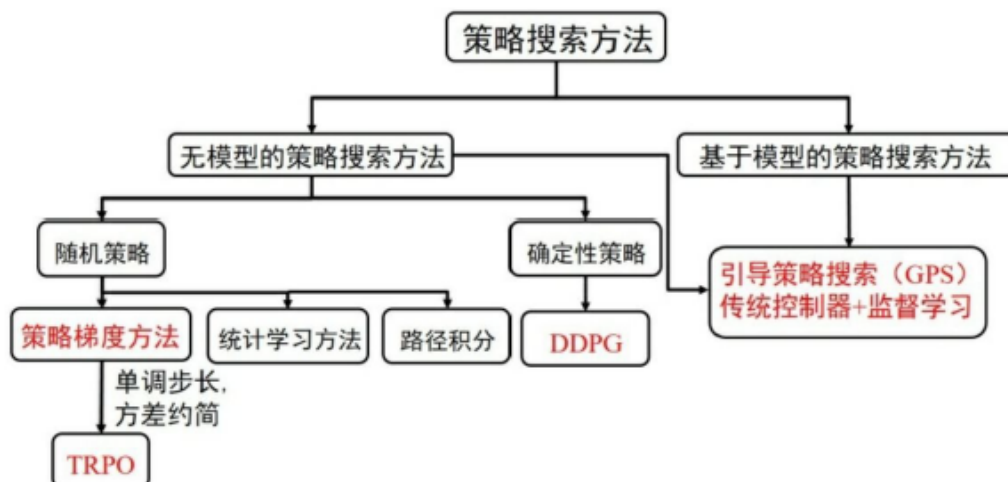 策略搜索方法
无模型的策略搜索方法
基于模型的策略搜索方法
随机策略
确定性策略
引导策略搜索（GPS）
传统控制器+监督学习
策略梯度方法
统计学习方法
路径积分
DDPG
单调步长,
方差约简
TRPO